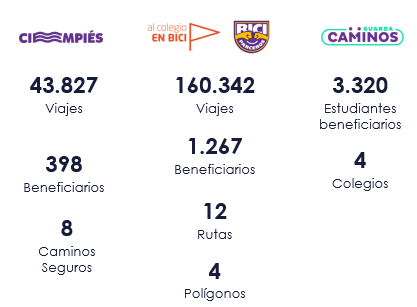 CIEMPIÉS
43.827
Viajes
398
Beneficiarios
8
Caminos
Seguros
al colegio
EN BICI
BICI
PARCEROS
160.342
Viajes
1.267
Beneficiarios
12
Rutas
4
Polígonos
GUARDA
CAMINOS
3.320
Estudiantes
beneficiarios
4
Colegios